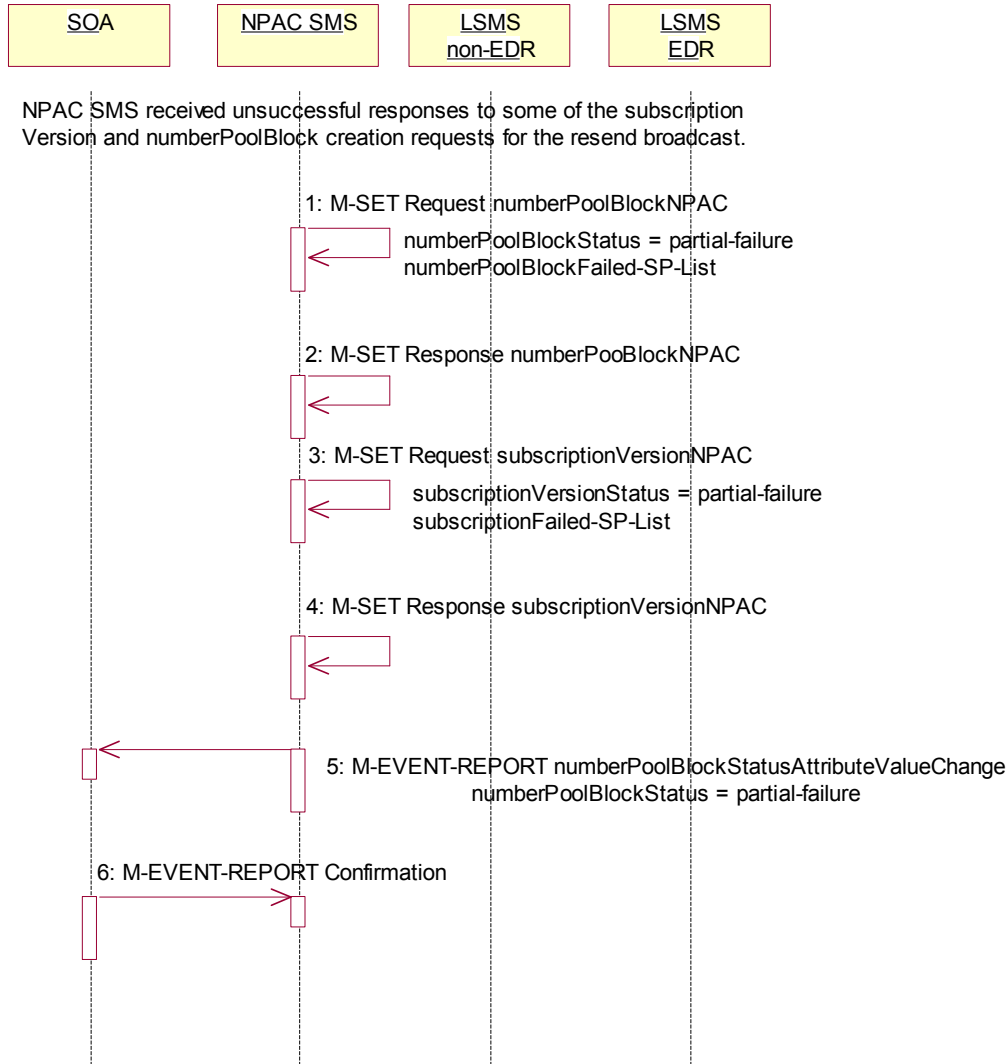 SOA
NPAC SMS
LSMS
non-EDR
LSMS
EDR
NPAC SMS received unsuccessful responses to some of the subscription
Version and numberPoolBlock creation requests for the resend broadcast.
1: M-SET Request numberPoolBlockNPAC
numberPoolBlockStatus = partial-failure
numberPoolBlockFailed-SP-List
2: M-SET Response numberPooBlockNPAC
3: M-SET Request subscriptionVersionNPAC
subscriptionVersionStatus = partial-failure
subscriptionFailed-SP-List
4: M-SET Response subscriptionVersionNPAC
5: M-EVENT-REPORT numberPoolBlockStatusAttributeValueChange
numberPoolBlockStatus = partial-failure
6: M-EVENT-REPORT Confirmation